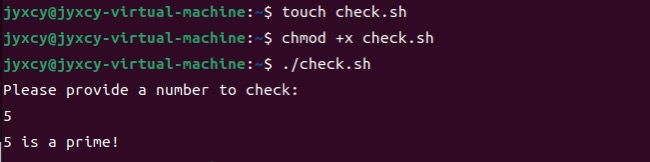 jyxcy@jyxcy-virtual-machine:~$ touch check.sh
jyxcy@jyxcy-virtual-machine:~$ chmod +x check.sh
jyxcy@jyxcy-virtual-machine:~$ ./check.sh
Please provide a number to check:
5
5 is a prime!